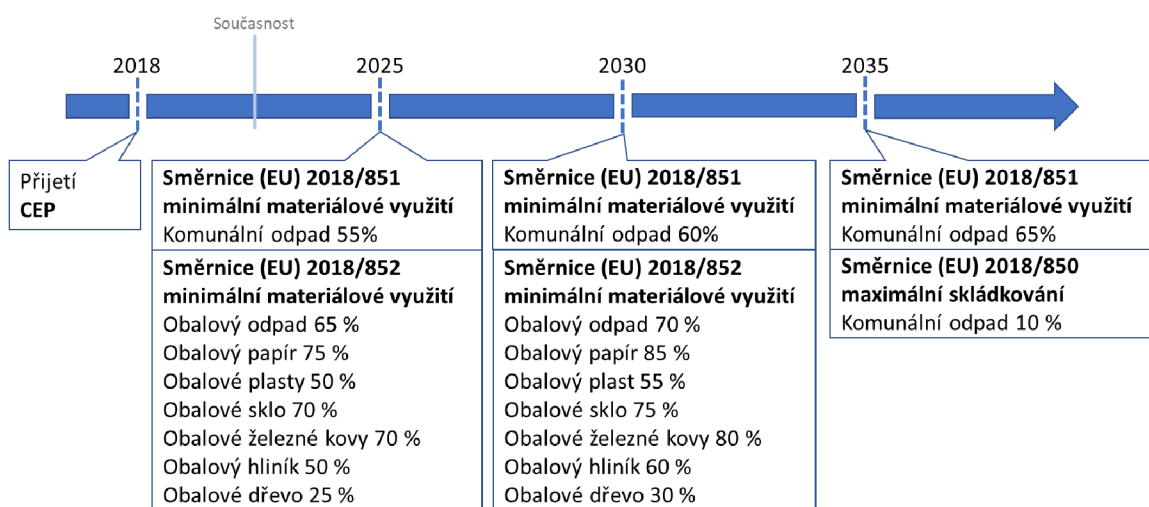 Současnost
2018
2025
2030
2035
Přijetí
CEP
Směrnice (EU) 2018/851
minimální materiálové využití
Komunální odpad 55%
Směrnice (EU) 2018/852
minimální materiálové využití
Obalový odpad 65 %
Obalový papír 75 %
Obalové plasty 50 %
Obalové sklo 70 %
Obalové železné kovy 70 %
Obalový hliník 50 %
Obalové dřevo 25 %
Směrnice (EU) 2018/851
minimální materiálové využití
Komunální odpad 60%
Směrnice (EU) 2018/852
minimální materiálové využití
Obalový odpad 70 %
Obalový papír 85 %
Obalový plast 55 %
Obalové sklo 75 %
Obalové železné kovy 80 %
Obalový hliník 60 %
Obalové dřevo 30 %
Směrnice (EU) 2018/851
minimální materiálové využití
Komunální odpad 65%
Směrnice (EU) 2018/850
maximální skládkování
Komunální odpad 10 %